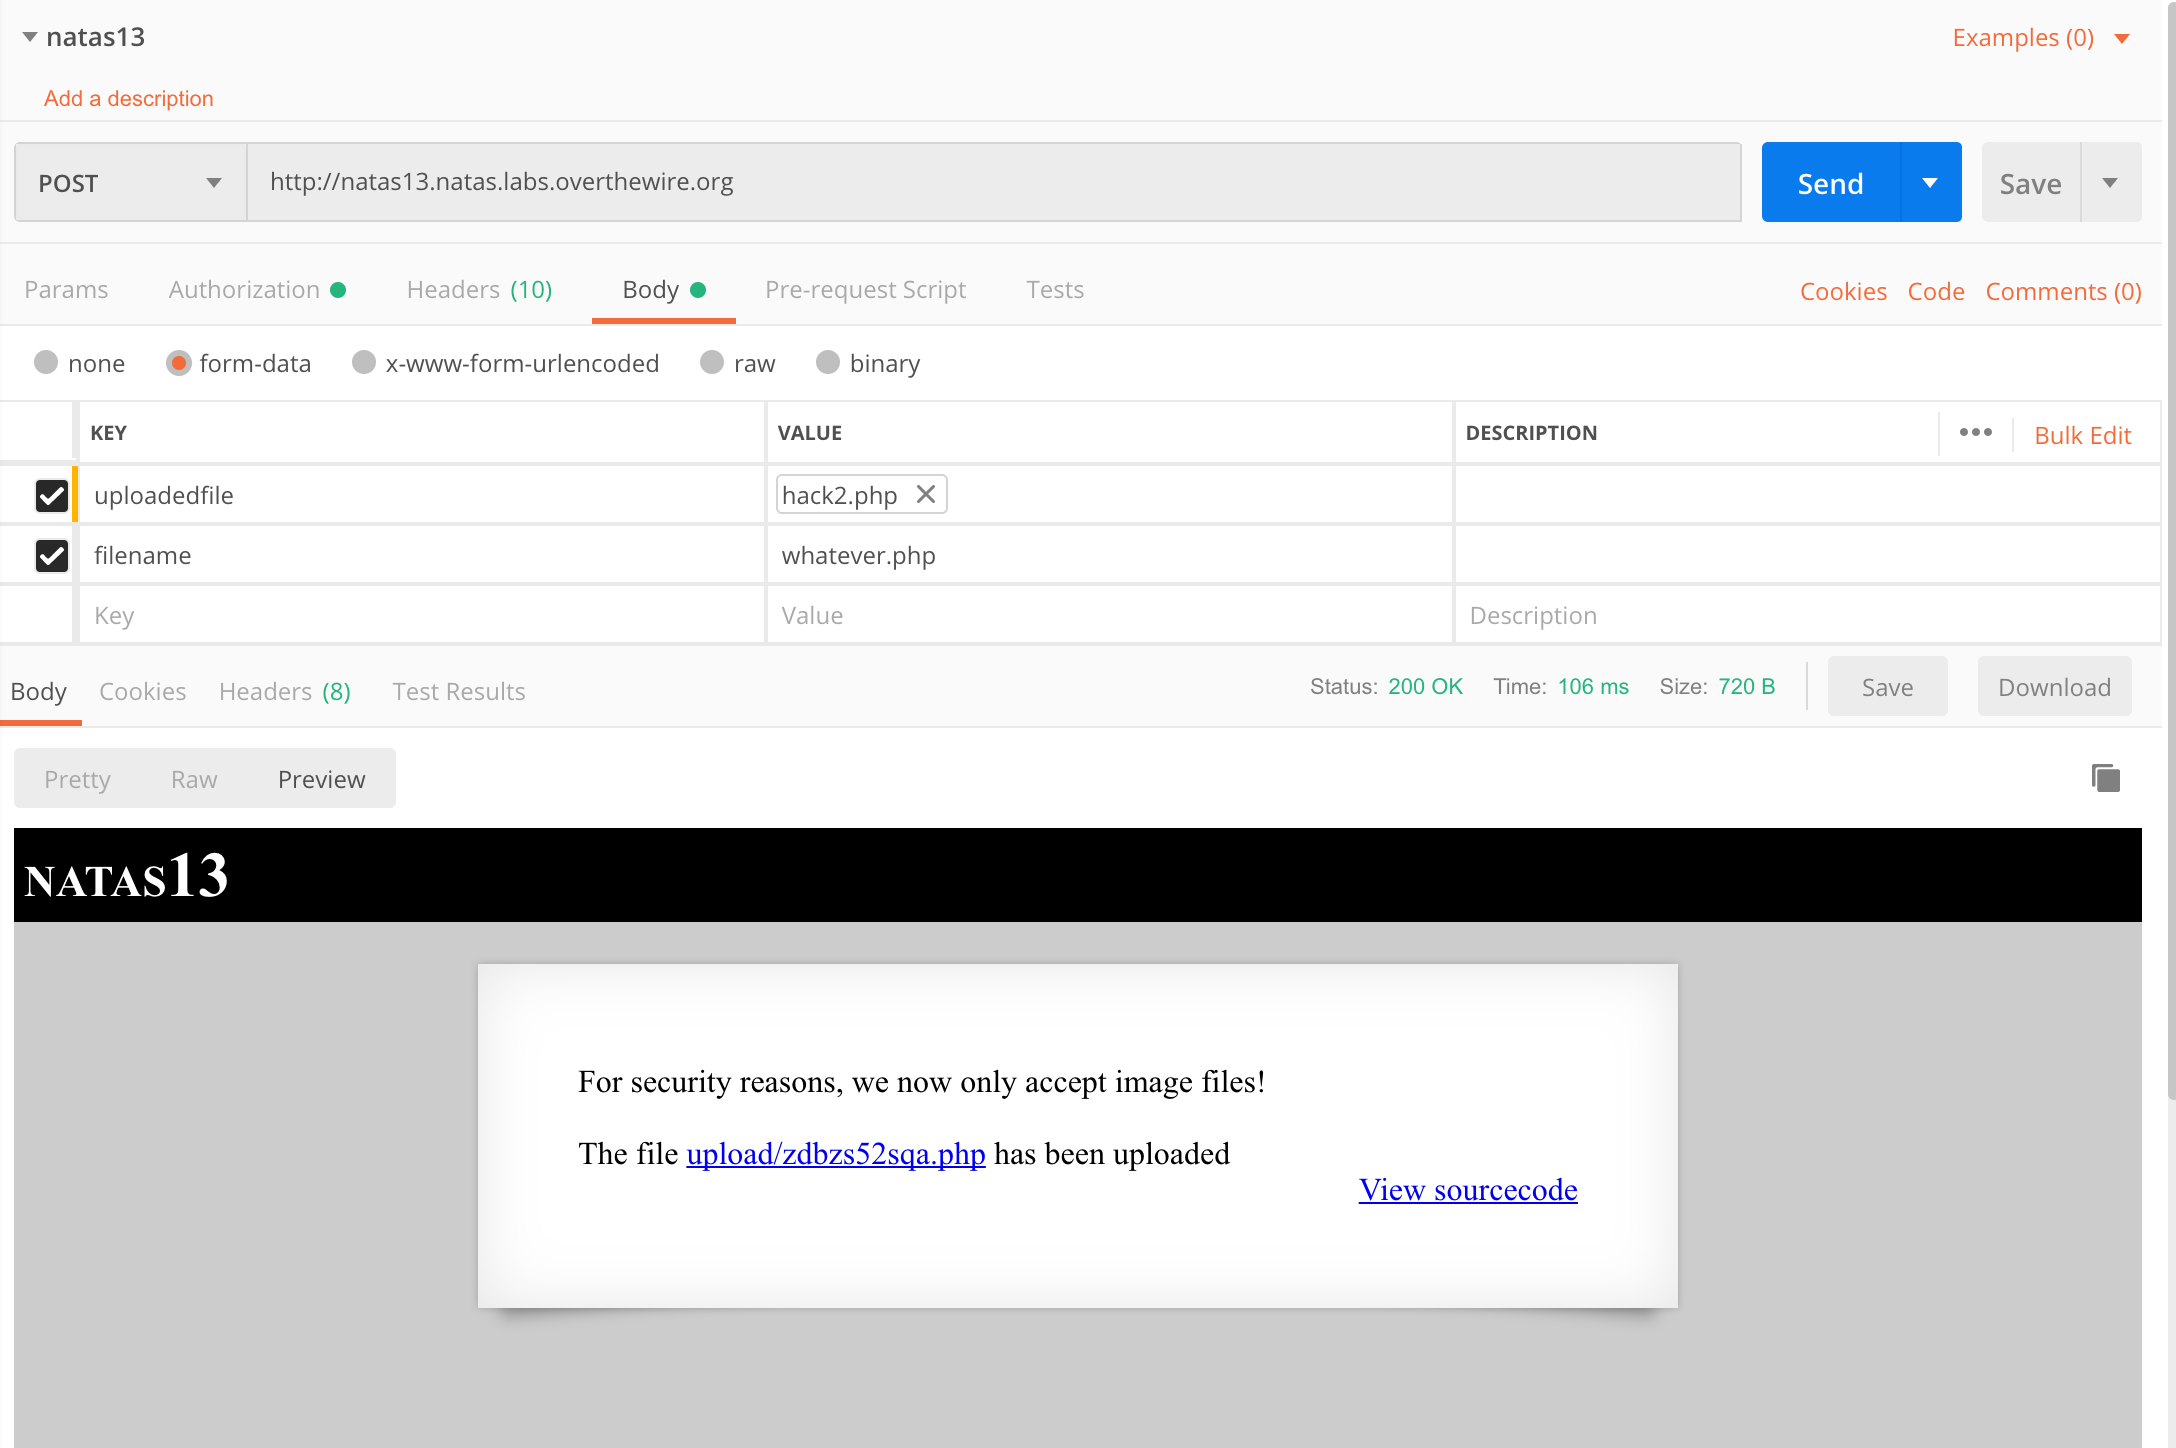 natas13
Examples (0)
Add a description
POST
http://natas13.natas.labs.overthewire.org
Send
Save
Params
Authorization
Headers (10)
Body
Pre-request Script
Tests
Cookies
Code
Comments (0)
none
form-data
x-www-form-urlencoded
raw
binary
KEY
VALUE
DESCRIPTION
Bulk Edit
uploadedfile
hack2.php
filename
whatever.php
Key
Value
Description
Body
Cookies
Headers (8)
Test Results
Status: 200 OK
Time: 106 ms
Size: 720 B
Save
Download
Pretty
Raw
Preview
NATAS13
For security reasons, we now only accept image files!
The file upload/zdbzs52sqa.php has been uploaded
View sourcecode